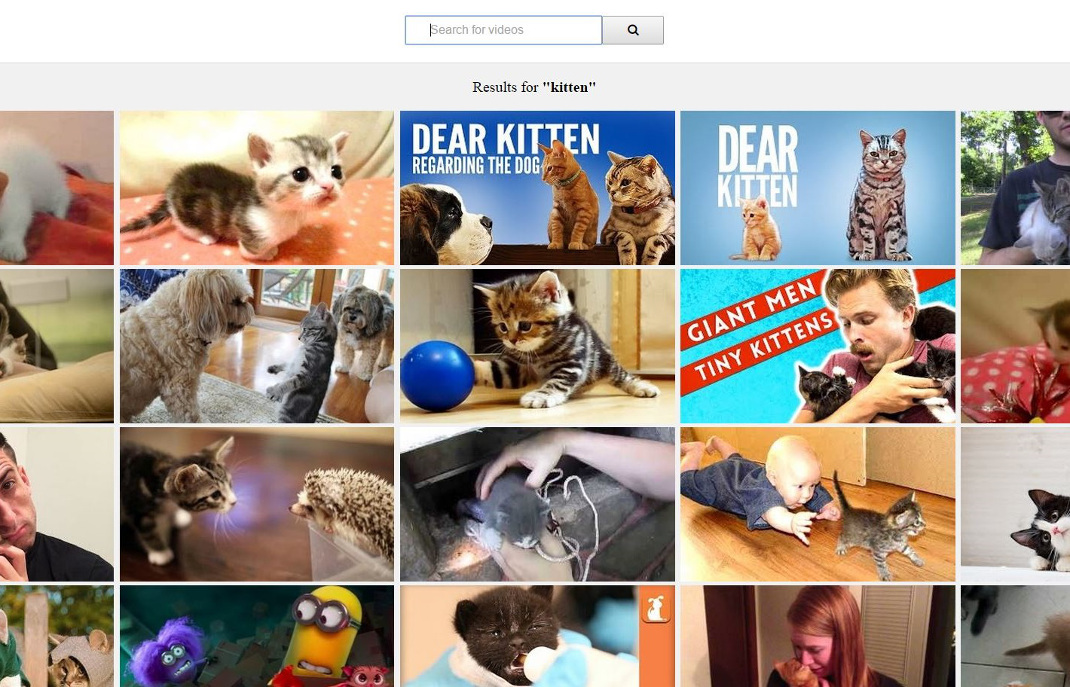 Search for videos
Results for "kitten"
DEAR KITTEN
REGARDING THE DOG
DEAR
KITTEN
GIANT MEN
TINY KITTENS